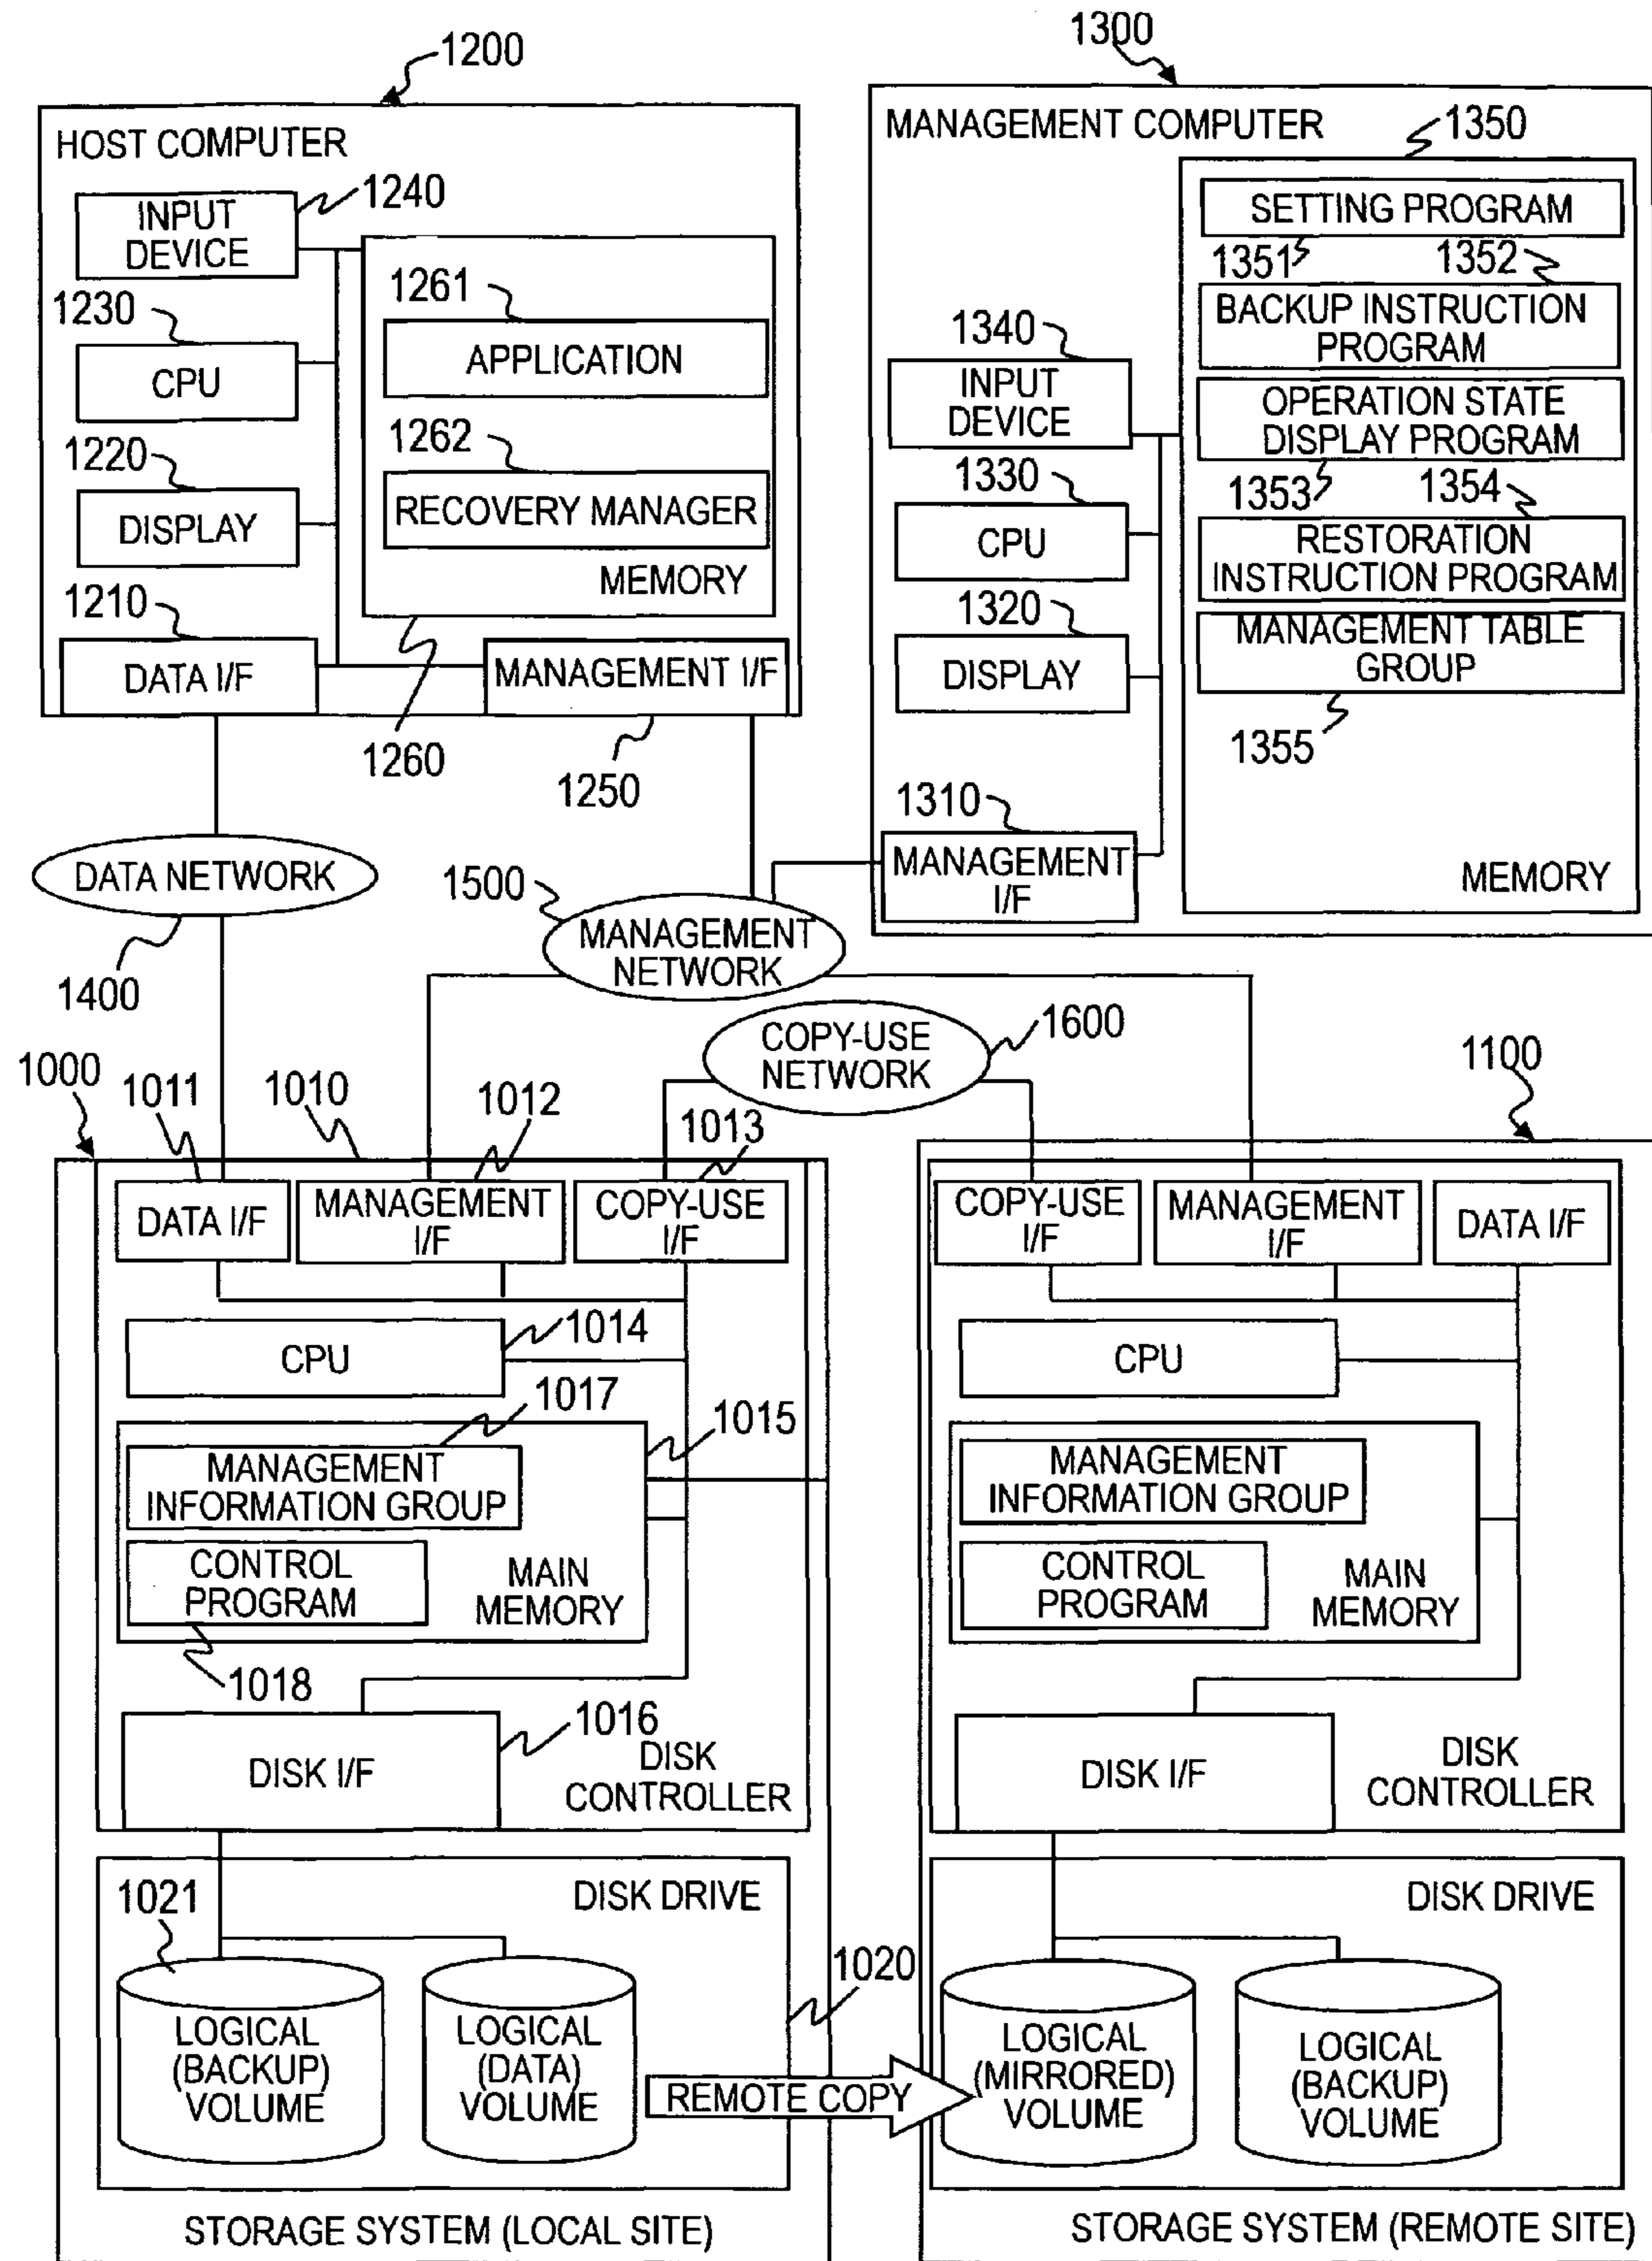 1200
HOST COMPUTER
INPUT
DEVICE
1240
1230
CPU
1220
DISPLAY
1210
DATA I/F
1261
APPLICATION
1262
RECOVERY MANAGER
MEMORY
MANAGEMENT I/F
1260
1250
1300
MANAGEMENT COMPUTER
1350
SETTING PROGRAM
1351
1352
BACKUP INSTRUCTION
PROGRAM
OPERATION STATE
DISPLAY PROGRAM
1353
1354
RESTORATION
INSTRUCTION PROGRAM
MANAGEMENT TABLE
GROUP
1355
MEMORY
1340
INPUT
DEVICE
1330
CPU
1320
DISPLAY
1310
MANAGEMENT
I/F
DATA NETWORK
1400
1500
MANAGEMENT
NETWORK
COPY-USE
NETWORK
1600
1000
1011
1010
1012
1013
DATA I/F
MANAGEMENT
I/F
COPY-USE
I/F
CPU
1014
1017
1015
MANAGEMENT
INFORMATION GROUP
CONTROL
PROGRAM
MAIN
MEMORY
1018
1016
DISK I/F
DISK
CONTROLLER
DISK DRIVE
1021
1020
LOGICAL
(BACKUP)
VOLUME
LOGICAL
(DATA)
VOLUME
REMOTE COPY
STORAGE SYSTEM (LOCAL SITE)
1100
COPY-USE
I/F
MANAGEMENT
I/F
DATA I/F
CPU
MANAGEMENT
INFORMATION GROUP
CONTROL
PROGRAM
MAIN
MEMORY
DISK I/F
DISK
CONTROLLER
DISK DRIVE
LOGICAL
(MIRRORED)
VOLUME
LOGICAL
(BACKUP)
VOLUME
STORAGE SYSTEM (REMOTE SITE)